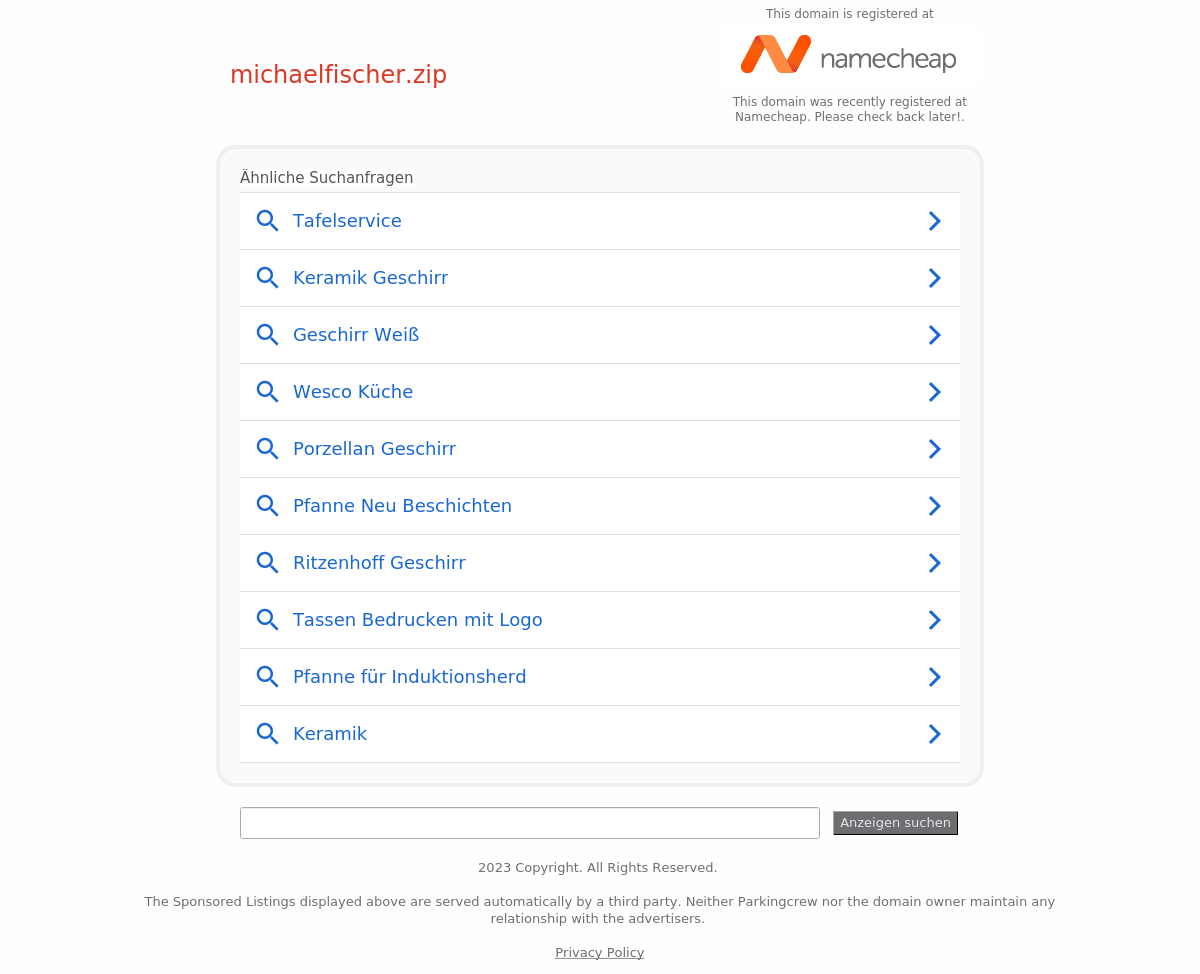 This domain is registered at
namecheap
michaelfischer.zip
This domain was recently registered at
Namecheap. Please check back later!.
Ähnliche Suchanfragen
Tafelservice
Keramik Geschirr
Geschirr Weiß
Wesco Küche
Porzellan Geschirr
Pfanne Neu Beschichten
Ritzenhoff Geschirr
Tassen Bedrucken mit Logo
Pfanne für Induktionsherd
Keramik
Anzeigen suchen
2023 Copyright. All Rights Reserved.
The Sponsored Listings displayed above are served automatically by a third party. Neither Parkingcrew nor the domain owner maintain any
relationship with the advertisers.
Privacy Policy